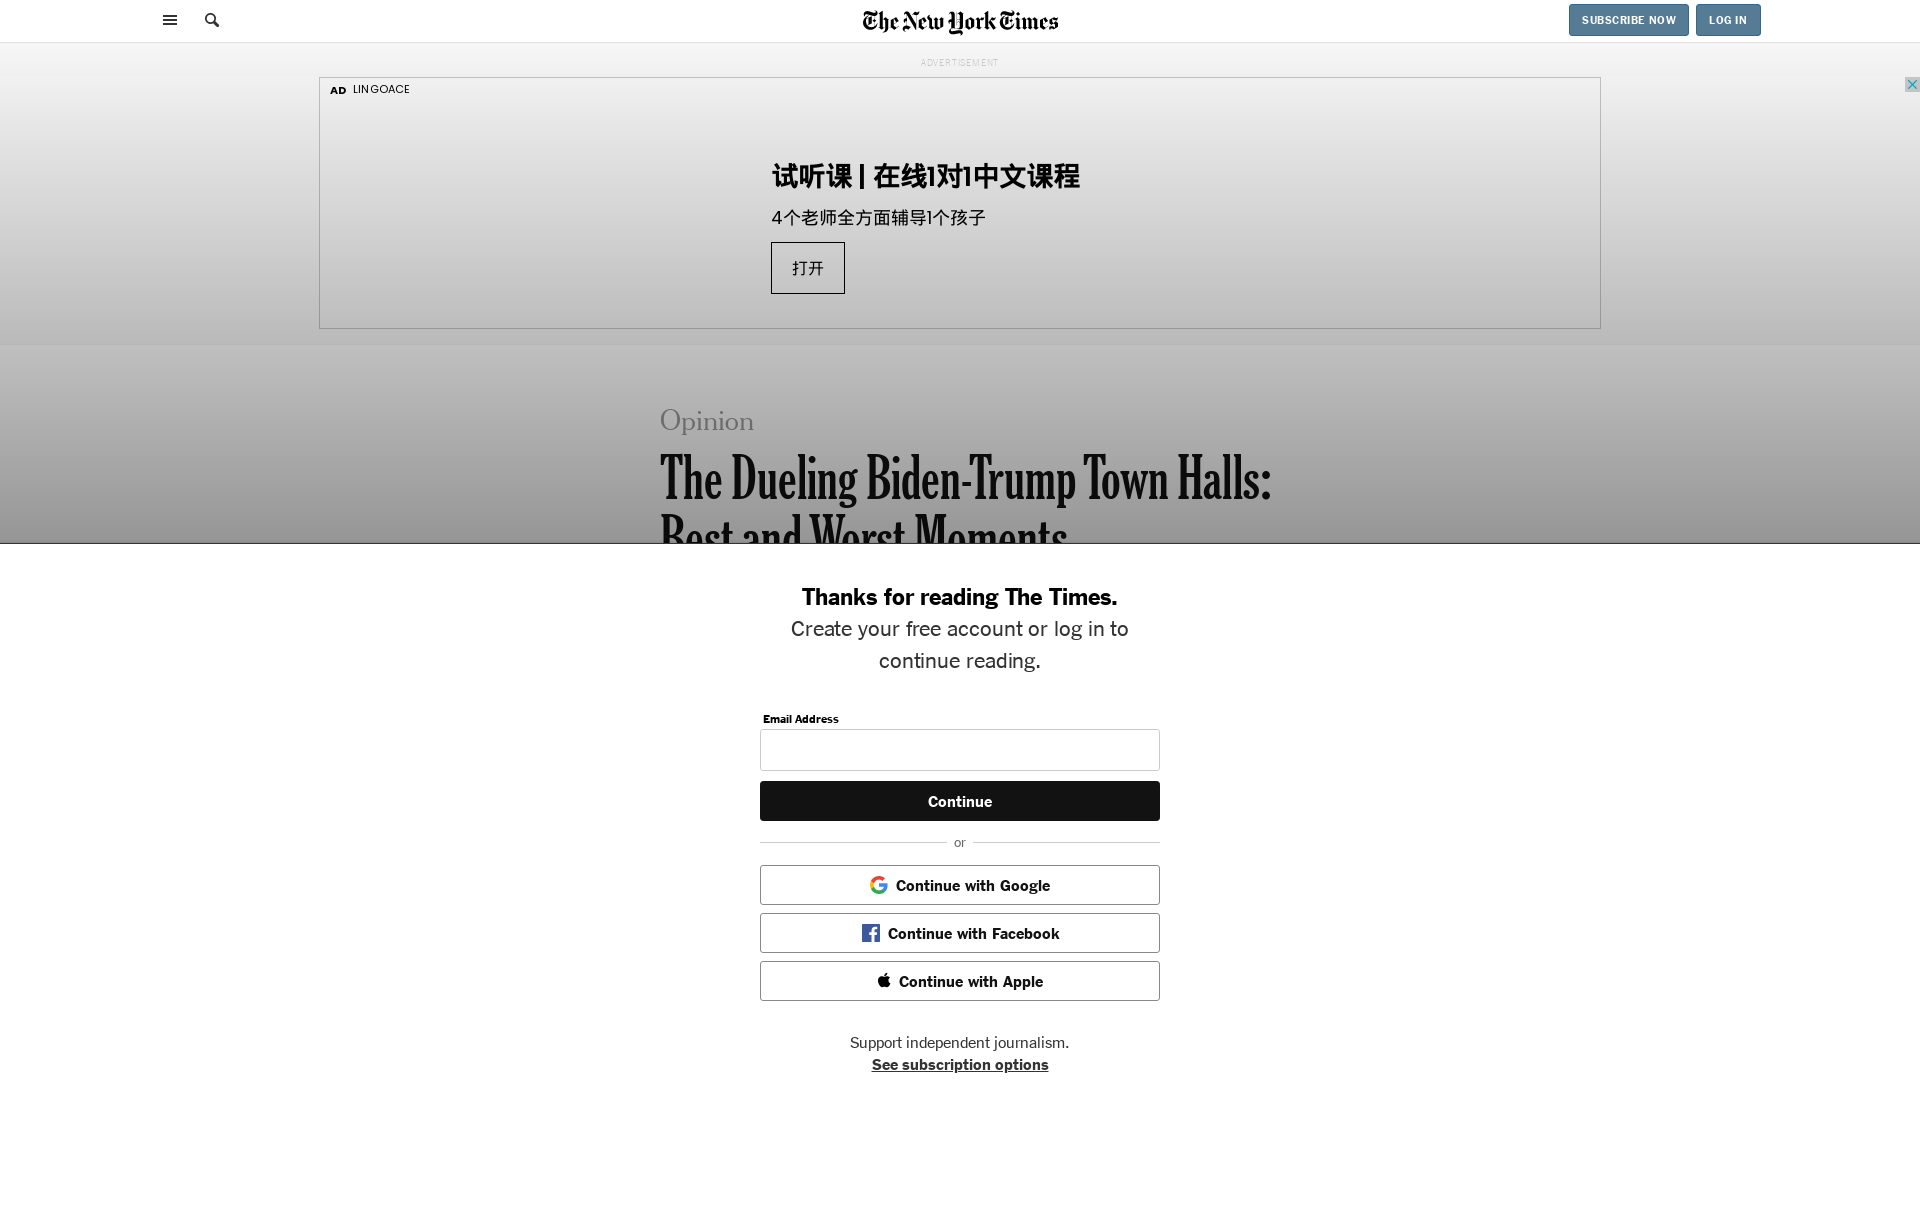 The New York Times
SUBSCRIBE NOW
LOG IN
ADVERTISEMENT
AD LINGOACE
试听课 | 在线1对1中文课程
4个老师全方面辅导1个孩子
打开
Opinion
The Dueling Biden-Trump Town Halls:
Best and Worst Moments
Thanks for reading The Times.
Create your free account or log in to
continue reading.
Email Address
Continue
or
Continue with Google
Continue with Facebook
Continue with Apple
Support independent journalism.
See subscription options